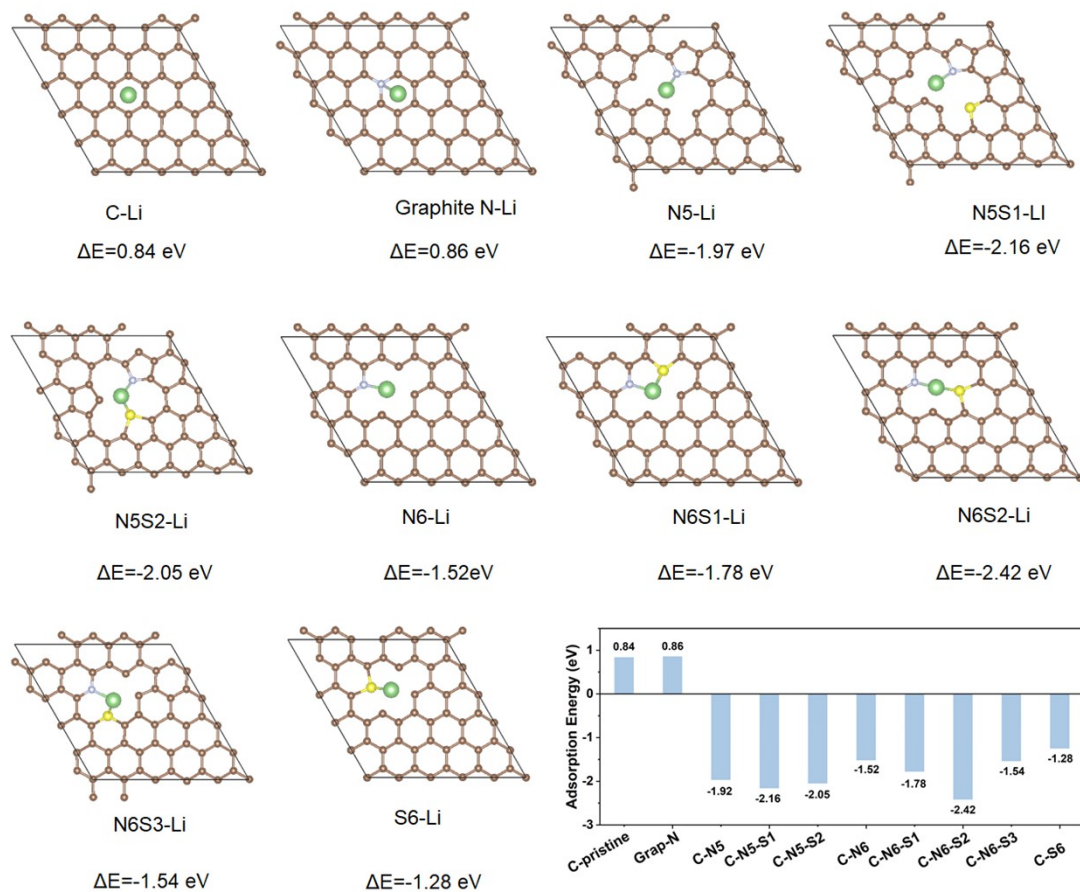 C-Li
Graphite N-Li
N5-Li
N5S1-LI
ΔE=0.84 eV
ΔE=0.86 eV
ΔE=-1.97 eV
ΔE=-2.16 eV
N5S2-Li
N6-Li
N6S1-Li
N6S2-Li
ΔE=-2.05 eV
ΔE=-1.52eV
ΔE=-1.78 eV
ΔE=-2.42 eV
N6S3-Li
S6-Li
ΔE=-1.54 eV
ΔE=-1.28 eV
Adsorption Energy (eV)
1
0
-1
-2
-3
0.84
0.86
-1.92
-2.16
-2.05
-1.52
-1.78
-2.42
-1.54
-1.28
C-pristine
Grap-N
C-N5
C-N5-S1
C-N5-S2
C-N6
C-N6-S1
C-N6-S2
C-N6-S3
C-S6